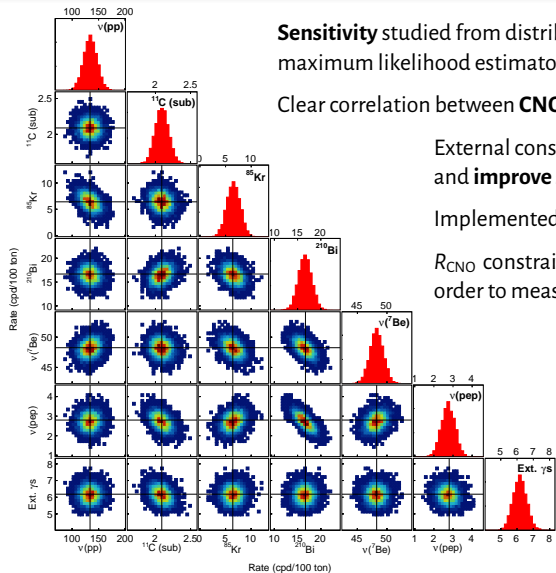 Sensitivity studied from distril
maximum likelihood estimato
Clear correlation between CNO
External cons
and improve
Implemented
R_CNO constrai
order to meas
100 150 200
ν(pp)
2 2.5
2.5
2
¹¹C (sub)
¹¹C (sub)
0 5 10
10
5
0
⁸⁵Kr
⁸⁵Kr
10 15 20
20
15
10
²¹⁰Bi
²¹⁰Bi
45 50
50
45
ν(⁷Be)
ν(⁷Be)
1 2 3 4
4
3
2
1
ν(pep)
ν(pep)
5 6 7 8
8
7
6
5
Ext. γs
Ext. γs
Rate (cpd/100 ton)
100 150 200 2 2.5 0 5 10 10 15 20 45 50 1 2 3 4 5 6 7 8
ν(pp) ¹¹C (sub) ⁸⁵Kr ²¹⁰Bi ν(⁷Be) ν(pep)
Rate (cpd/100 ton)